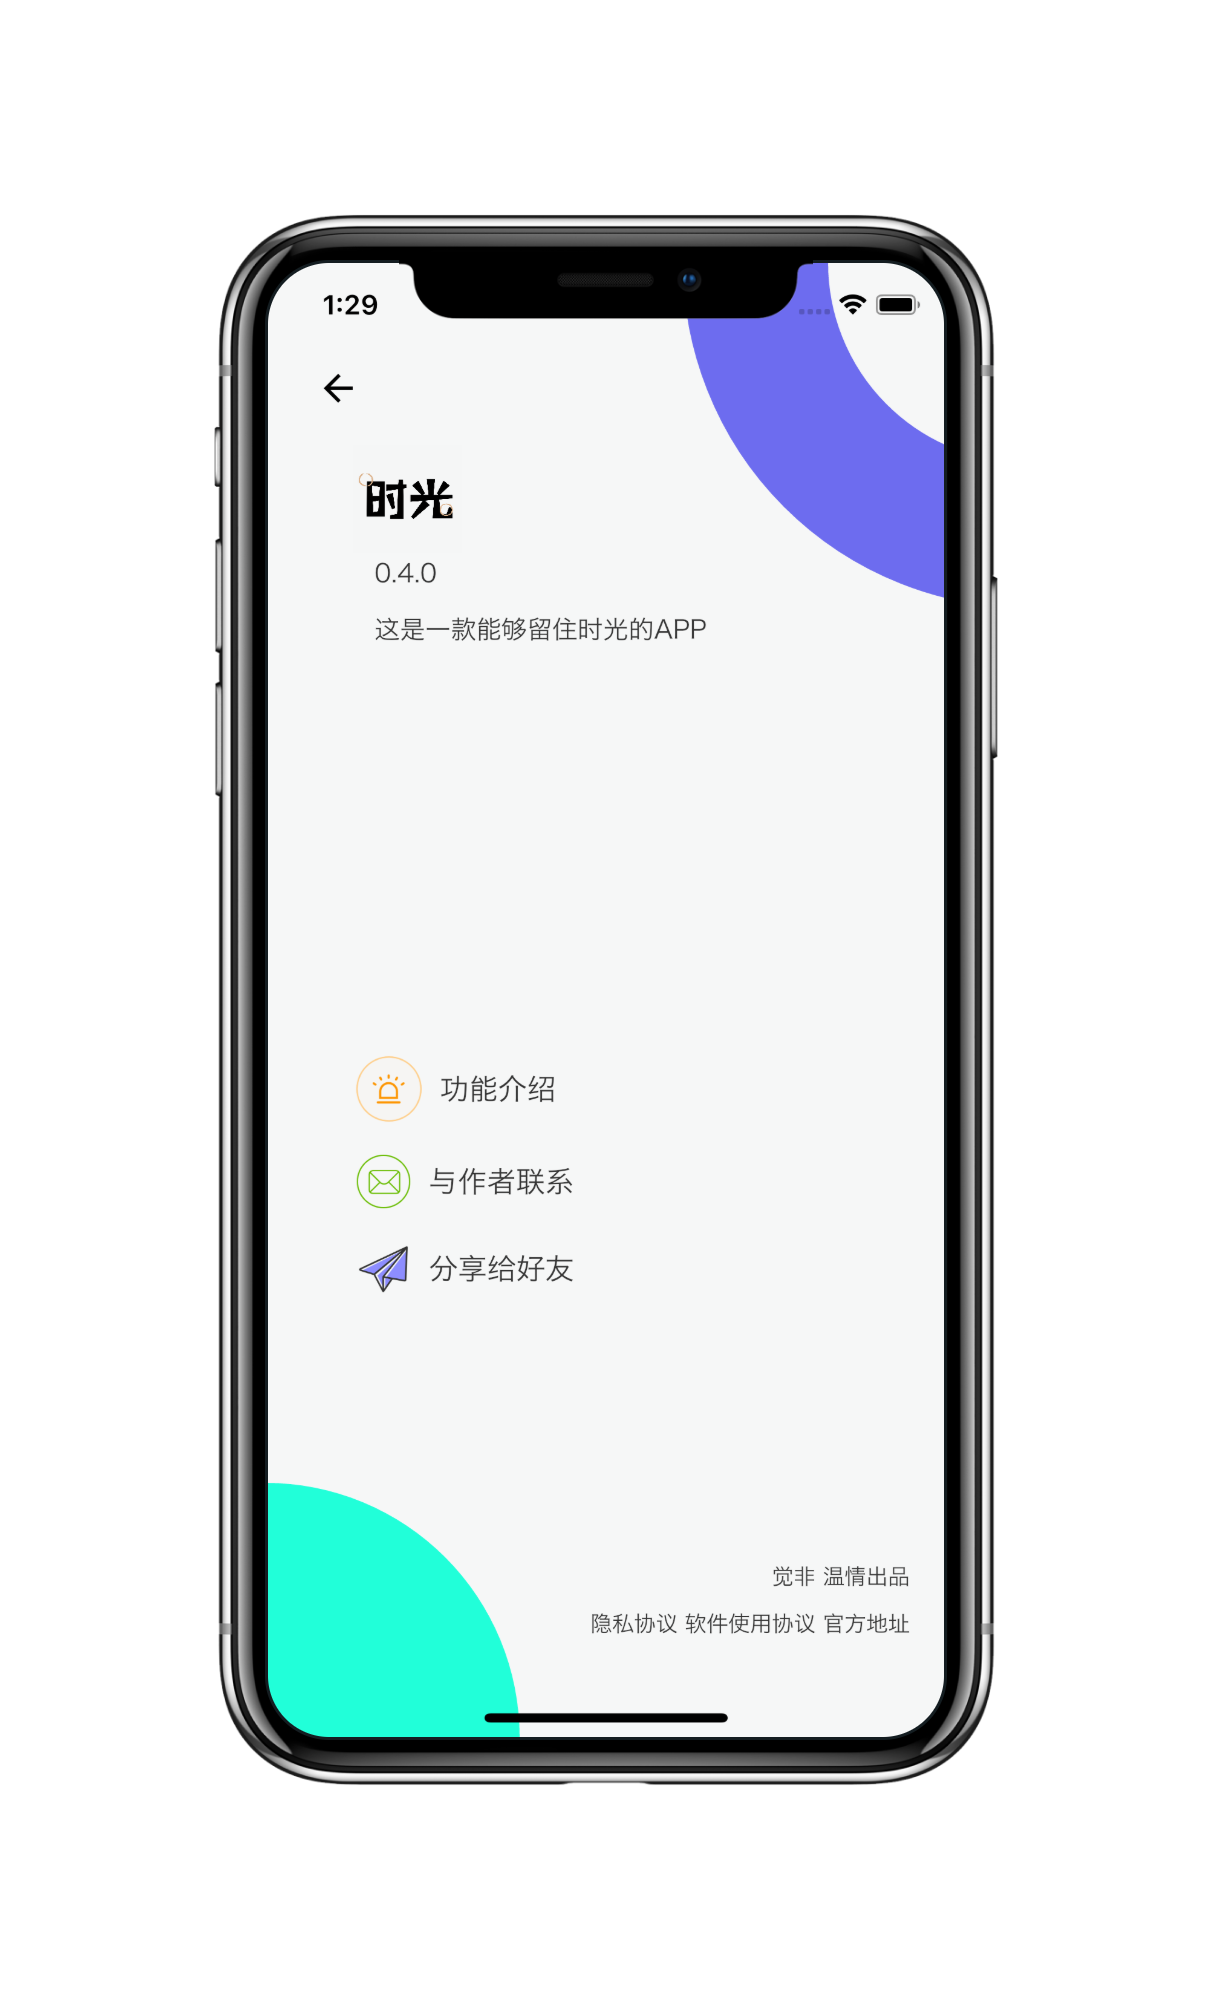 1:29
时光
0.4.0
这是一款能够留住时光的APP
功能介绍
与作者联系
分享给好友
觉非 温情出品
隐私协议 软件使用协议 官方地址